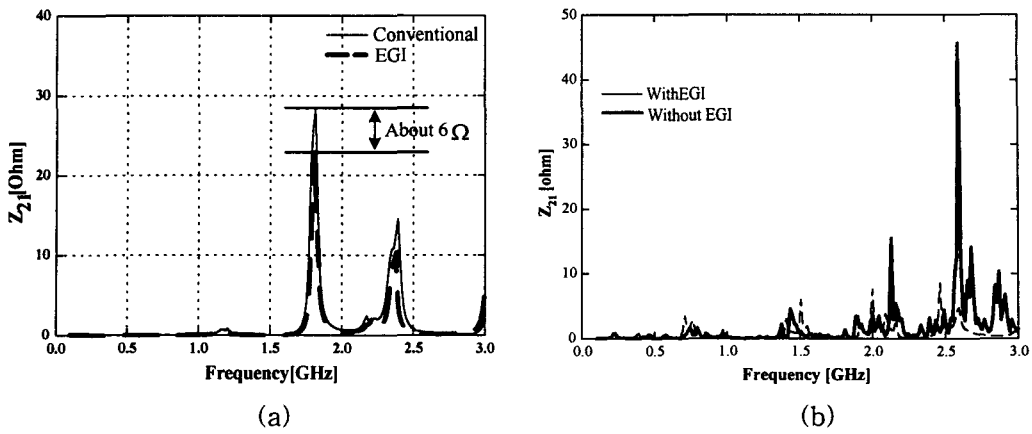 40
30
20
10
0
Z21[Ohm]
Conventional
EGI
About 6Ω
0.0 0.5 1.0 1.5 2.0 2.5 3.0
Frequency[GHz]
(a)
50
40
30
20
10
0
Z21 [ohm]
WithEGI
Without EGI
0.0 0.5 1.0 1.5 2.0 2.5 3.0
Frequency [GHz]
(b)